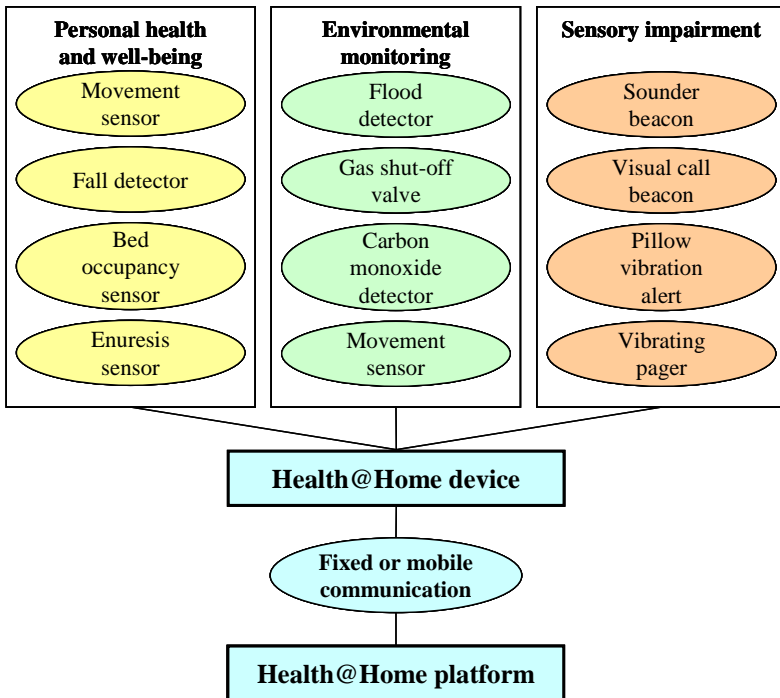 Personal health
and well-being
Movement
sensor
Fall detector
Bed
occupancy
sensor
Enuresis
sensor
Environmental
monitoring
Flood
detector
Gas shut-off
valve
Carbon
monoxide
detector
Movement
sensor
Sensory impairment
Sounder
beacon
Visual call
beacon
Pillow
vibration
alert
Vibrating
pager
Health@Home device
Fixed or mobile
communication
Health@Home platform